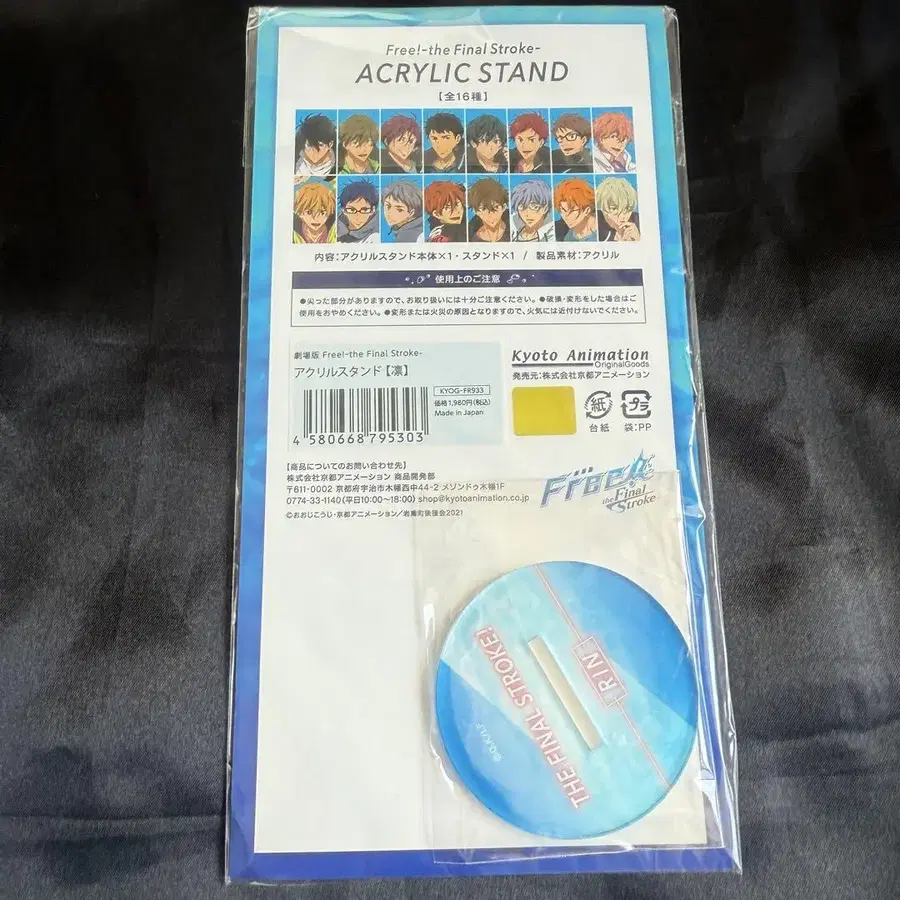 Free!-the Final Stroke-
ACRYLIC STAND
【全16種】
内容:アクリルスタンド本体×1・スタンド×1 / 製品素材:アクリル
使用上のご注意
●尖った部分がありますので、お取り扱いには十分ご注意ください。●破損・変形をした場合はご
使用をおやめください。●変形または火災の原因となりますので、火気には近付けないでください。
劇場版 Free!-the Final Stroke-
アクリルスタンド【凛】
KYOG-FR933
価格1,980円(税込)
Made in Japan
4 580668 795303
Kyoto Animation
OriginalGoods
発売元:株式会社京都アニメーション
紙
プラ
台紙
袋:PP
【商品についてのお問い合わせ先】
株式会社京都アニメーション 商品開発部
〒611-0002 京都府宇治市木幡西中44-2 メゾンドゥ木幡1F
0774-33-1140(平日10:00~18:00) shop@kyotoanimation.co.jp
©おおじこうじ・京都アニメーション/岩鳶町後援会2021
Free!
the Final
Stroke
RIN
THE FINAL STROKE!